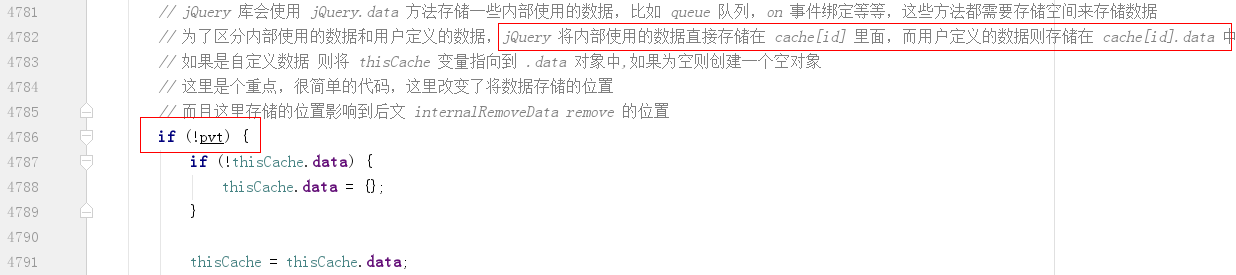 4781 // jQuery 库会使用 jQuery.data 方法存储一些内部使用的数据，比如 queue 队列，on 事件绑定等等，这些方法都需要存储空间来存储数据
4782 // 为了区分内部使用的数据和用户定义的数据，jQuery 将内部使用的数据直接存储在 cache[id] 里面，而用户定义的数据则存储在 cache[id].data 中
4783 // 如果是自定义数据 则将 thisCache 变量指向到 .data 对象中,如果为空则创建一个空对象
4784 // 这里是个重点，很简单的代码，这里改变了将数据存储的位置
4785 // 而且这里存储的位置影响到后文 internalRemoveData remove 的位置
4786 if (!pvt) {
4787 if (!thisCache.data) {
4788 thisCache.data = {};
4789 }
4790
4791 thisCache = thisCache.data;